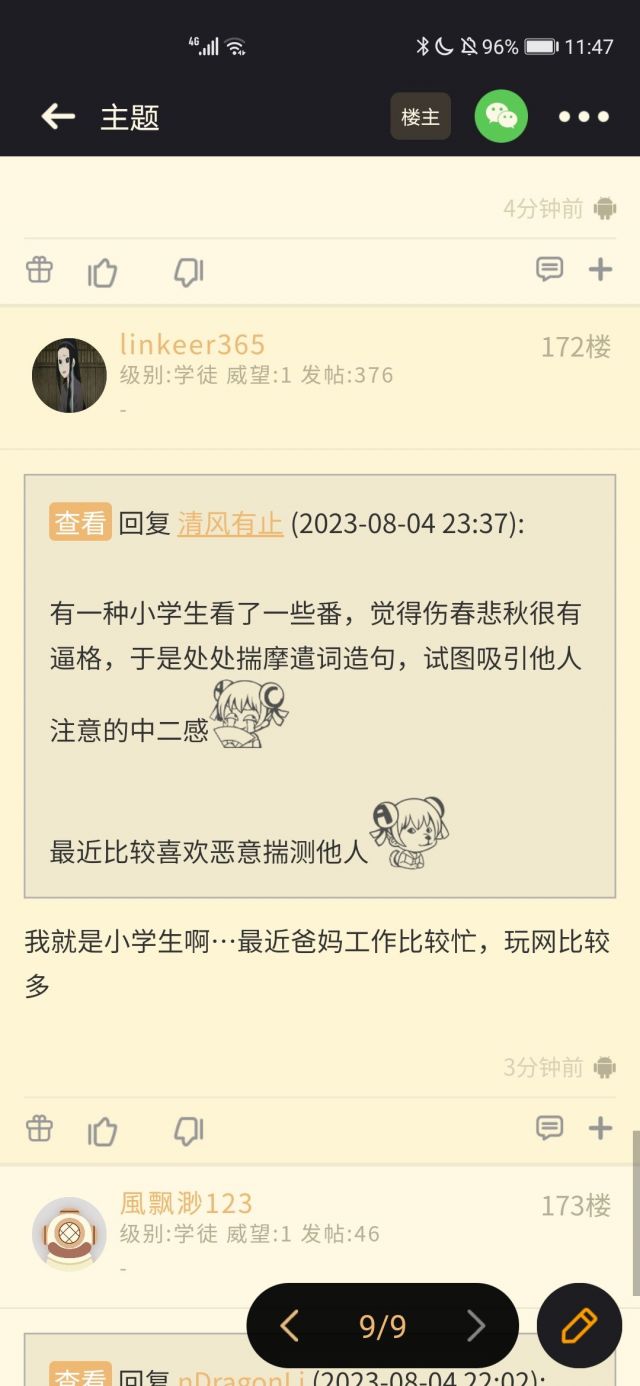 4G 96% 11:47
主题 楼主
4分钟前
linkeer365 172楼
级别:学徒 威望:1 发帖:376
-
查看 回复 清风有止 (2023-08-04 23:37):
有一种小学生看了一些番，觉得伤春悲秋很有
逼格，于是处处揣摩遣词造句，试图吸引他人
注意的中二感
最近比较喜欢恶意揣测他人
我就是小学生啊…最近爸妈工作比较忙，玩网比较
多
3分钟前
風飘渺123 173楼
级别:学徒 威望:1 发帖:46
-
9/9
查看 回复 nDragonLi (2023-08-04 22:02):